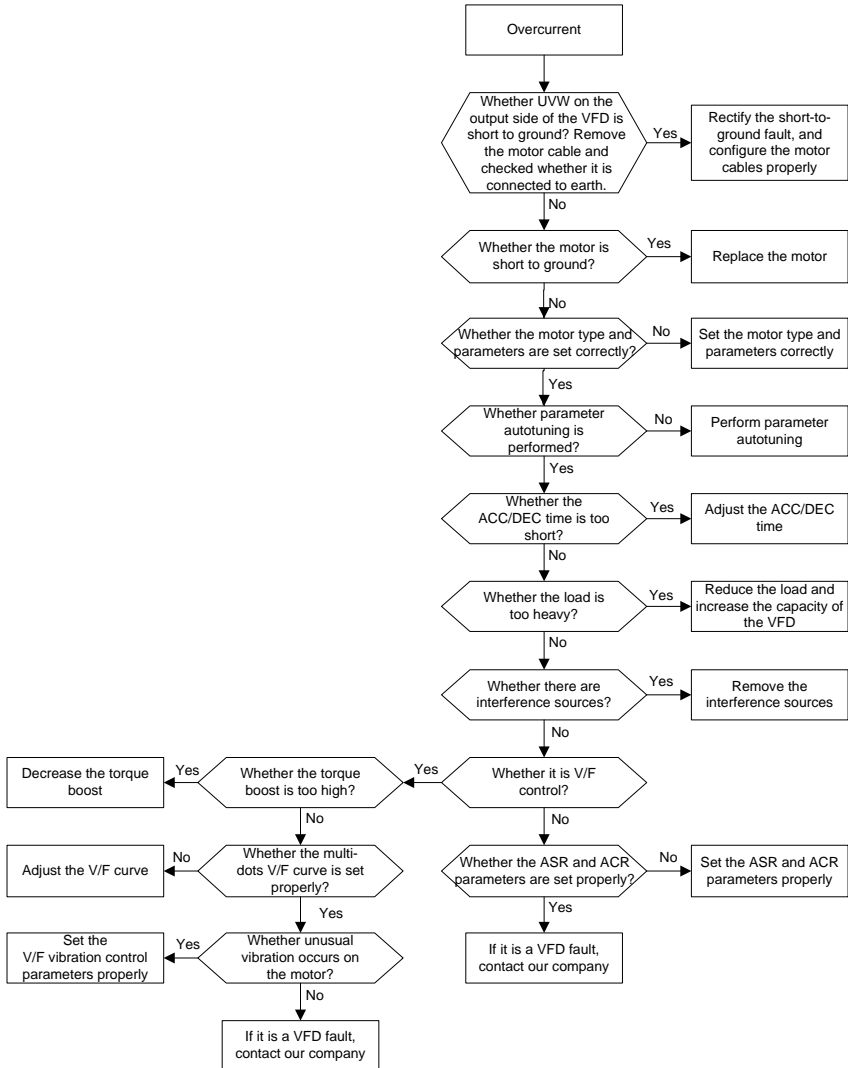 Overcurrent
Whether UVW on the
output side of the VFD is
short to ground? Remove
the motor cable and
checked whether it is
connected to earth.
Yes
Rectify the short-to-
ground fault, and
configure the motor
cables properly
No
Whether the motor is
short to ground?
Yes
Replace the motor
No
Whether the motor type and
parameters are set correctly?
No
Set the motor type and
parameters correctly
Yes
Whether parameter
autotuning is
performed?
No
Perform parameter
autotuning
Yes
Whether the
ACC/DEC time is too
short?
Yes
Adjust the ACC/DEC
time
No
Whether the load is
too heavy?
Yes
Reduce the load and
increase the capacity of
the VFD
No
Whether there are
interference sources?
Yes
Remove the
interference sources
No
Whether it is V/F
control?
Yes
Whether the torque
boost is too high?
Yes
Decrease the torque
boost
No
Whether the multi-
dots V/F curve is set
properly?
No
Adjust the V/F curve
Yes
Whether unusual
vibration occurs on
the motor?
Yes
Set the
V/F vibration control
parameters properly
No
If it is a VFD fault,
contact our company
No
Whether the ASR and ACR
parameters are set properly?
No
Set the ASR and ACR
parameters properly
Yes
If it is a VFD fault,
contact our company